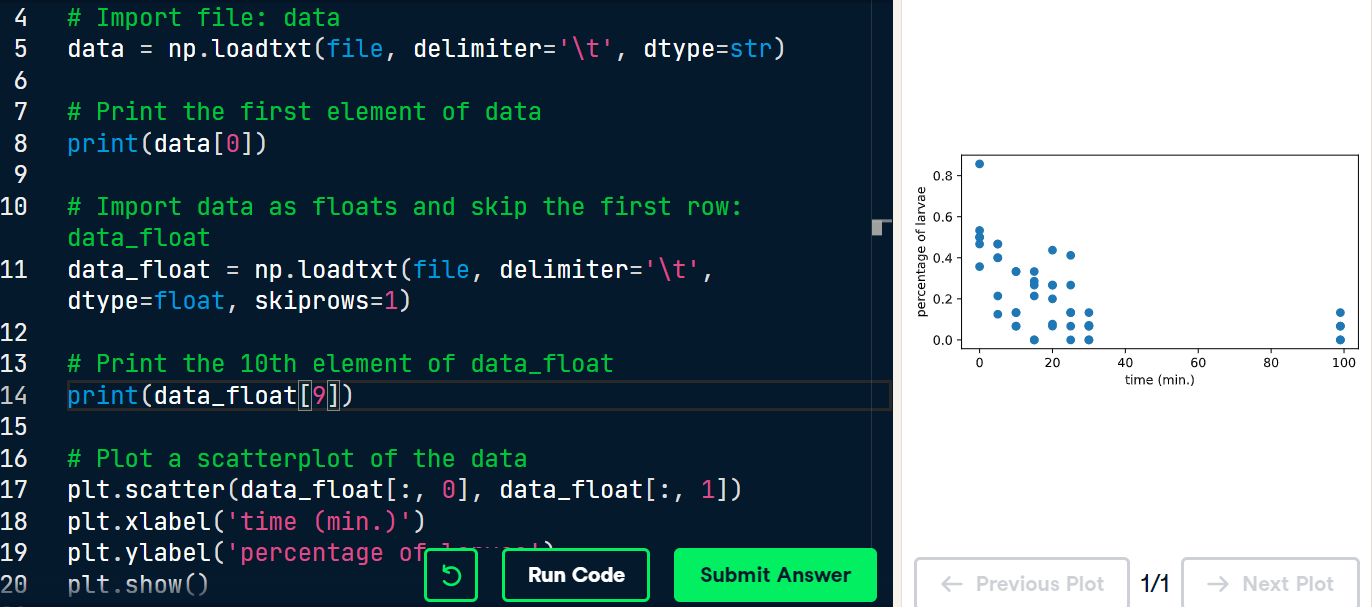 4 # Import file: data
5 data = np.loadtxt(file, delimiter='\t', dtype=str)
6
7 # Print the first element of data
8 print(data[0])
9
10 # Import data as floats and skip the first row:
data_float
11 data_float = np.loadtxt(file, delimiter='\t',
dtype=float, skiprows=1)
12
13 # Print the 10th element of data_float
14 print(data_float[9])
15
16 # Plot a scatterplot of the data
17 plt.scatter(data_float[:, 0], data_float[:, 1])
18 plt.xlabel('time (min.)')
19 plt.ylabel('percentage of larvae')
20 plt.show()
Run Code
Submit Answer
percentage of larvae
0.8
0.6
0.4
0.2
0.0
0 20 40 60 80 100
time (min.)
← Previous Plot
1/1
→ Next Plot